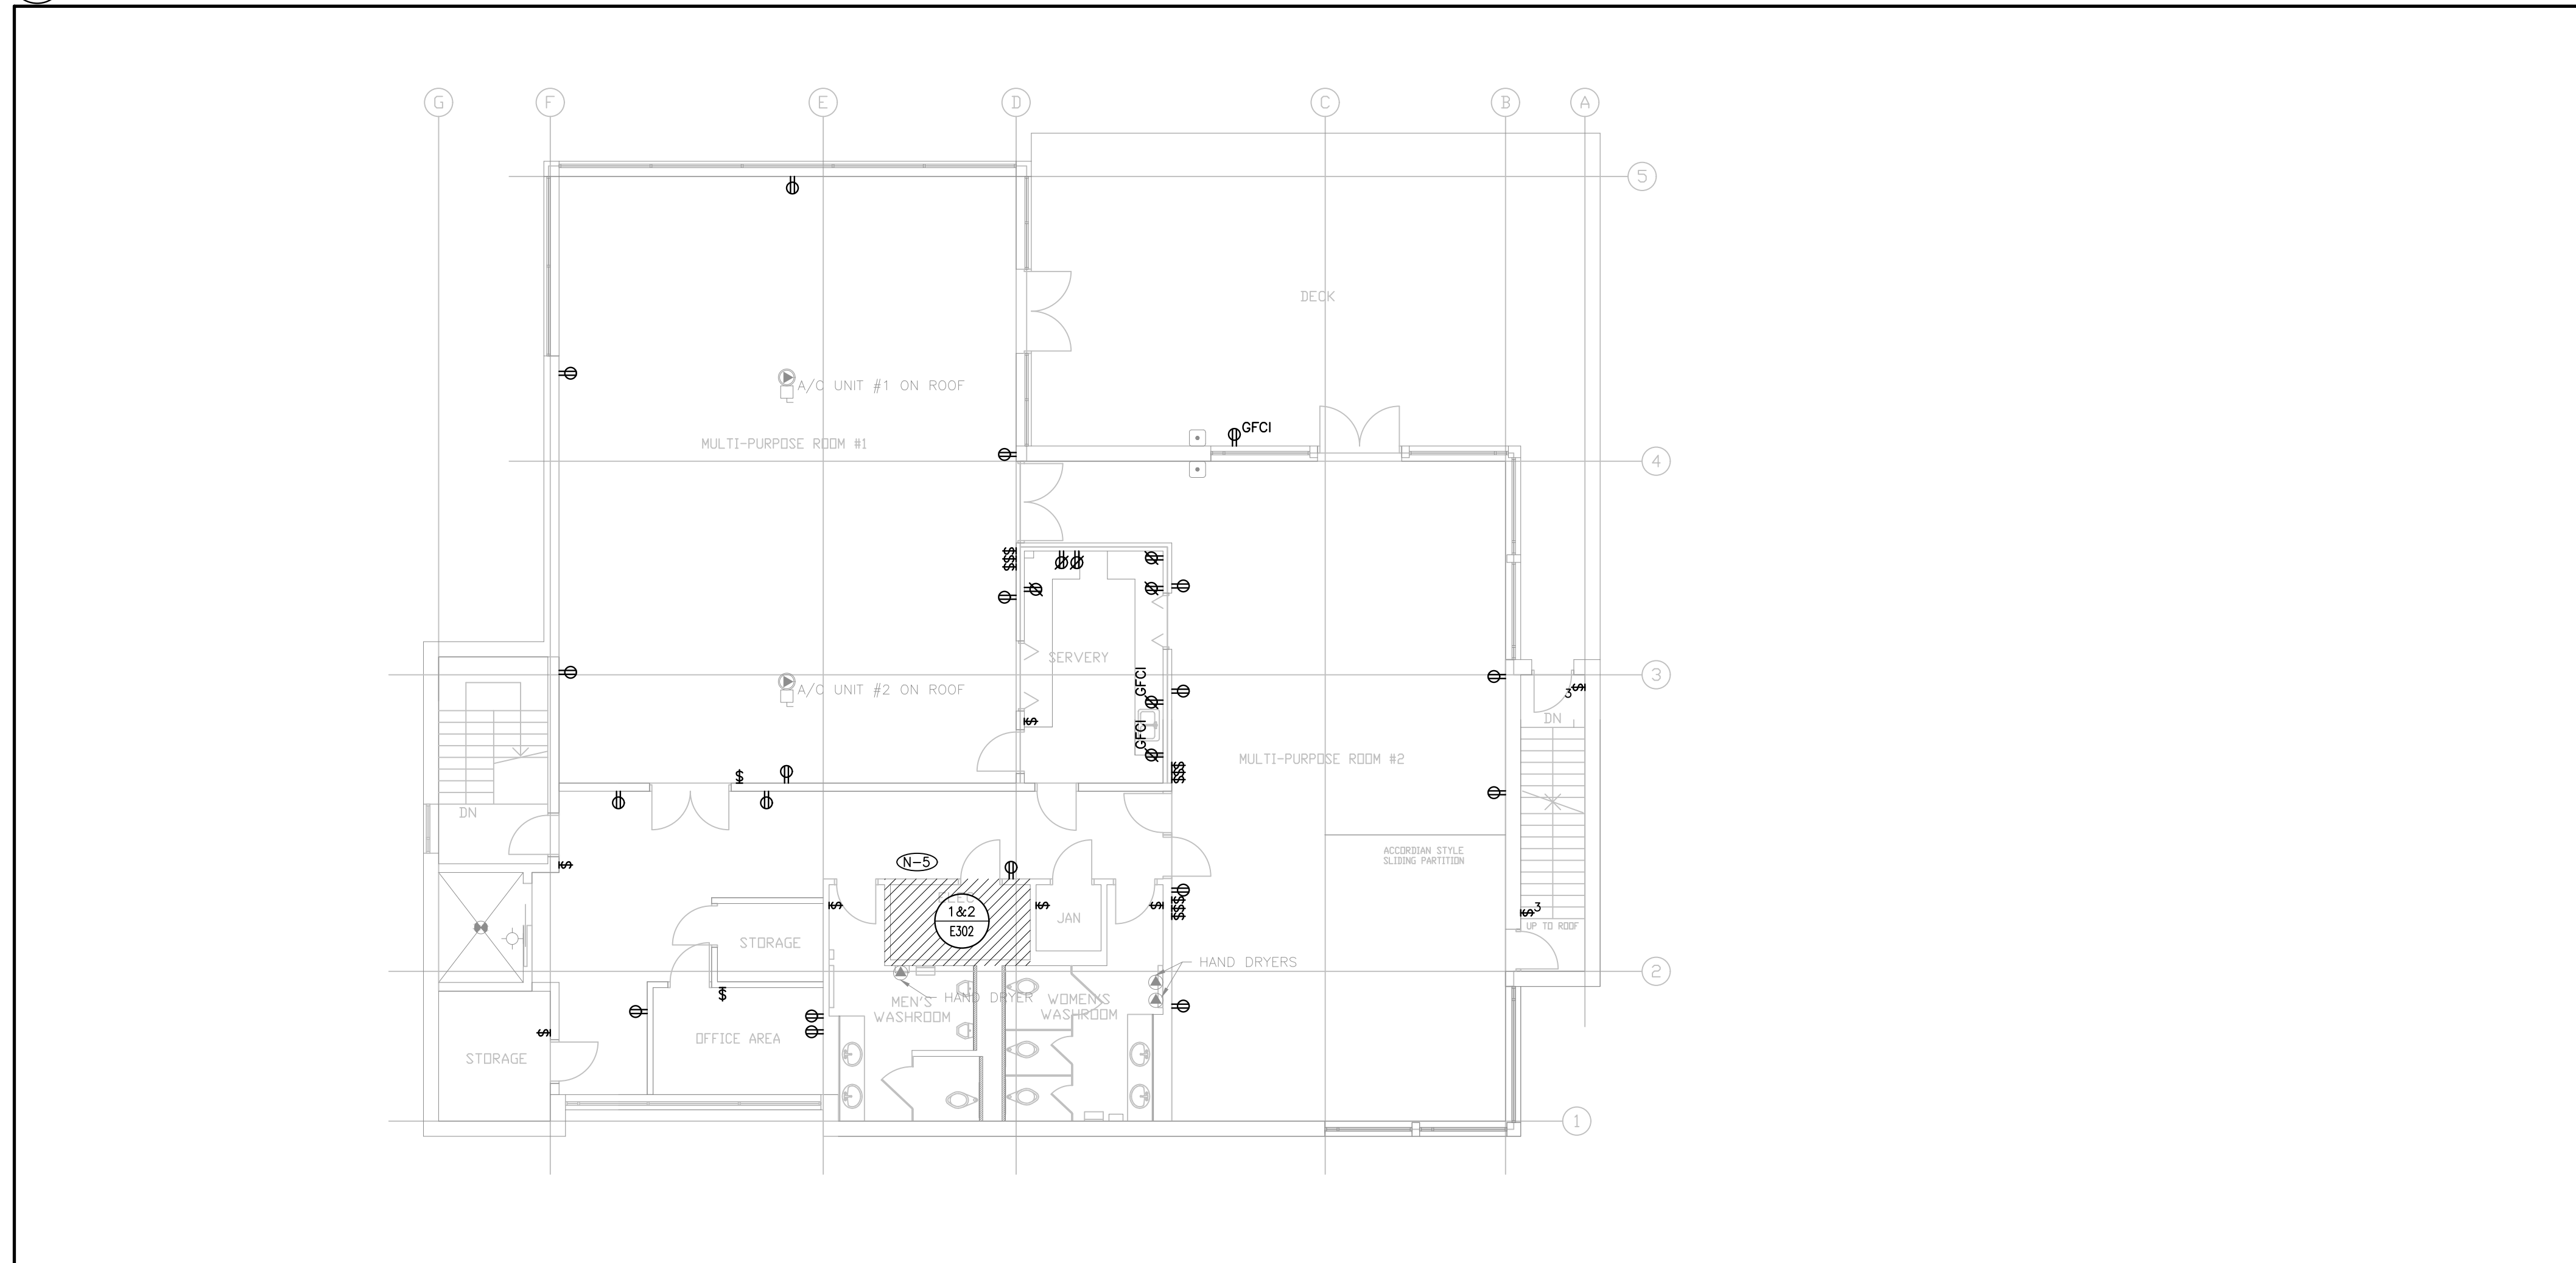 G F E D C B A
5
DECK
A/C UNIT #1 ON ROOF
GFCI
MULTI-PURPOSE ROOM #1
4
$$$
SERVERY
3
GFCI
A/C UNIT #2 ON ROOF
$3
$
DN
GFCI
MULTI-PURPOSE ROOM #2
$$$
$
DN
ACCORDIAN STYLE
SLIDING PARTITION
N-5
$
ELEC
$ $ $
$$$
1&2
E302
$3
JAN
UP TO ROOF
STORAGE
HAND DRYERS
2
$
HAND DRYER
MEN'S
WASHROOM
WOMEN'S
WASHROOM
$
OFFICE AREA
STORAGE
1